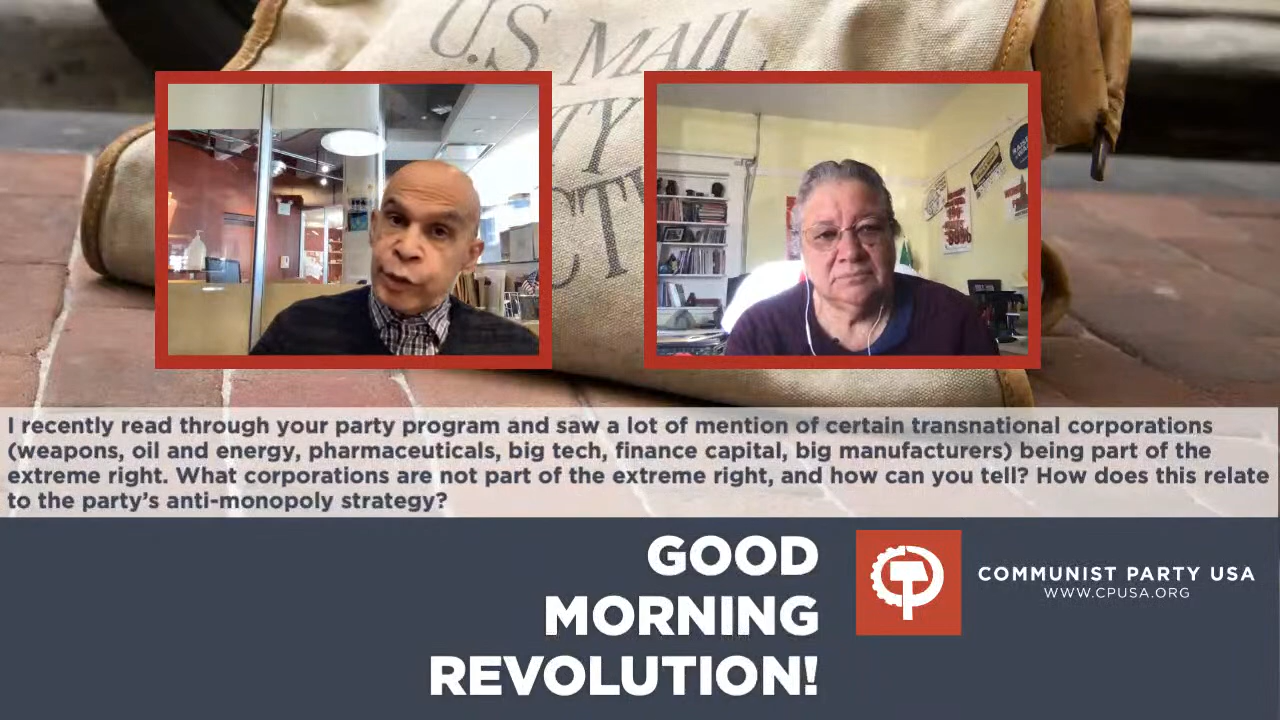 U.S MAIL
I recently read through your party program and saw a lot of mention of certain transnational corporations
(weapons, oil and energy, pharmaceuticals, big tech, finance capital, big manufacturers) being part of the
extreme right. What corporations are not part of the extreme right, and how can you tell? How does this relate
to the party’s anti-monopoly strategy?
GOOD
MORNING
REVOLUTION!
COMMUNIST PARTY USA
WWW.CPUSA.ORG